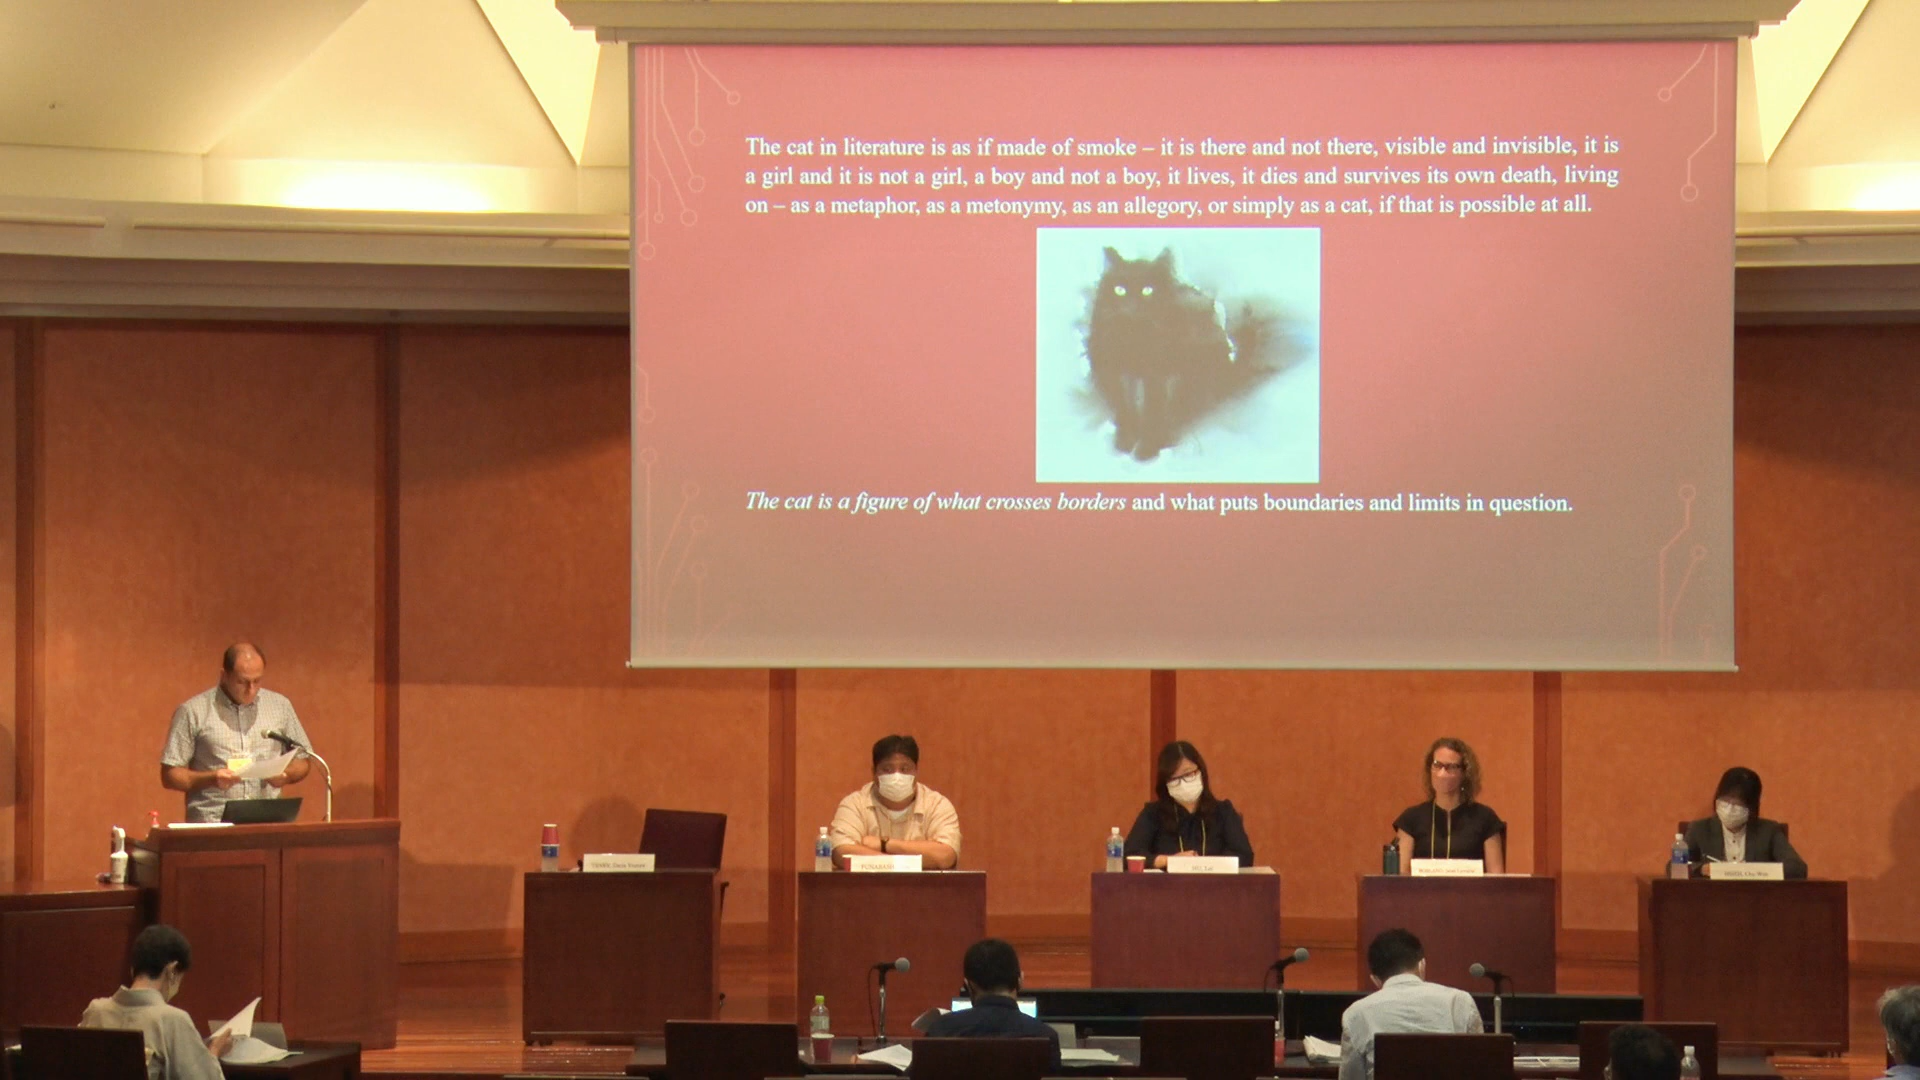 The cat in literature is as if made of smoke – it is there and not there, visible and invisible, it is
a girl and it is not a girl, a boy and not a boy, it lives, it dies and survives its own death, living
on – as a metaphor, as a metonymy, as an allegory, or simply as a cat, if that is possible at all.
The cat is a figure of what crosses borders and what puts boundaries and limits in question.